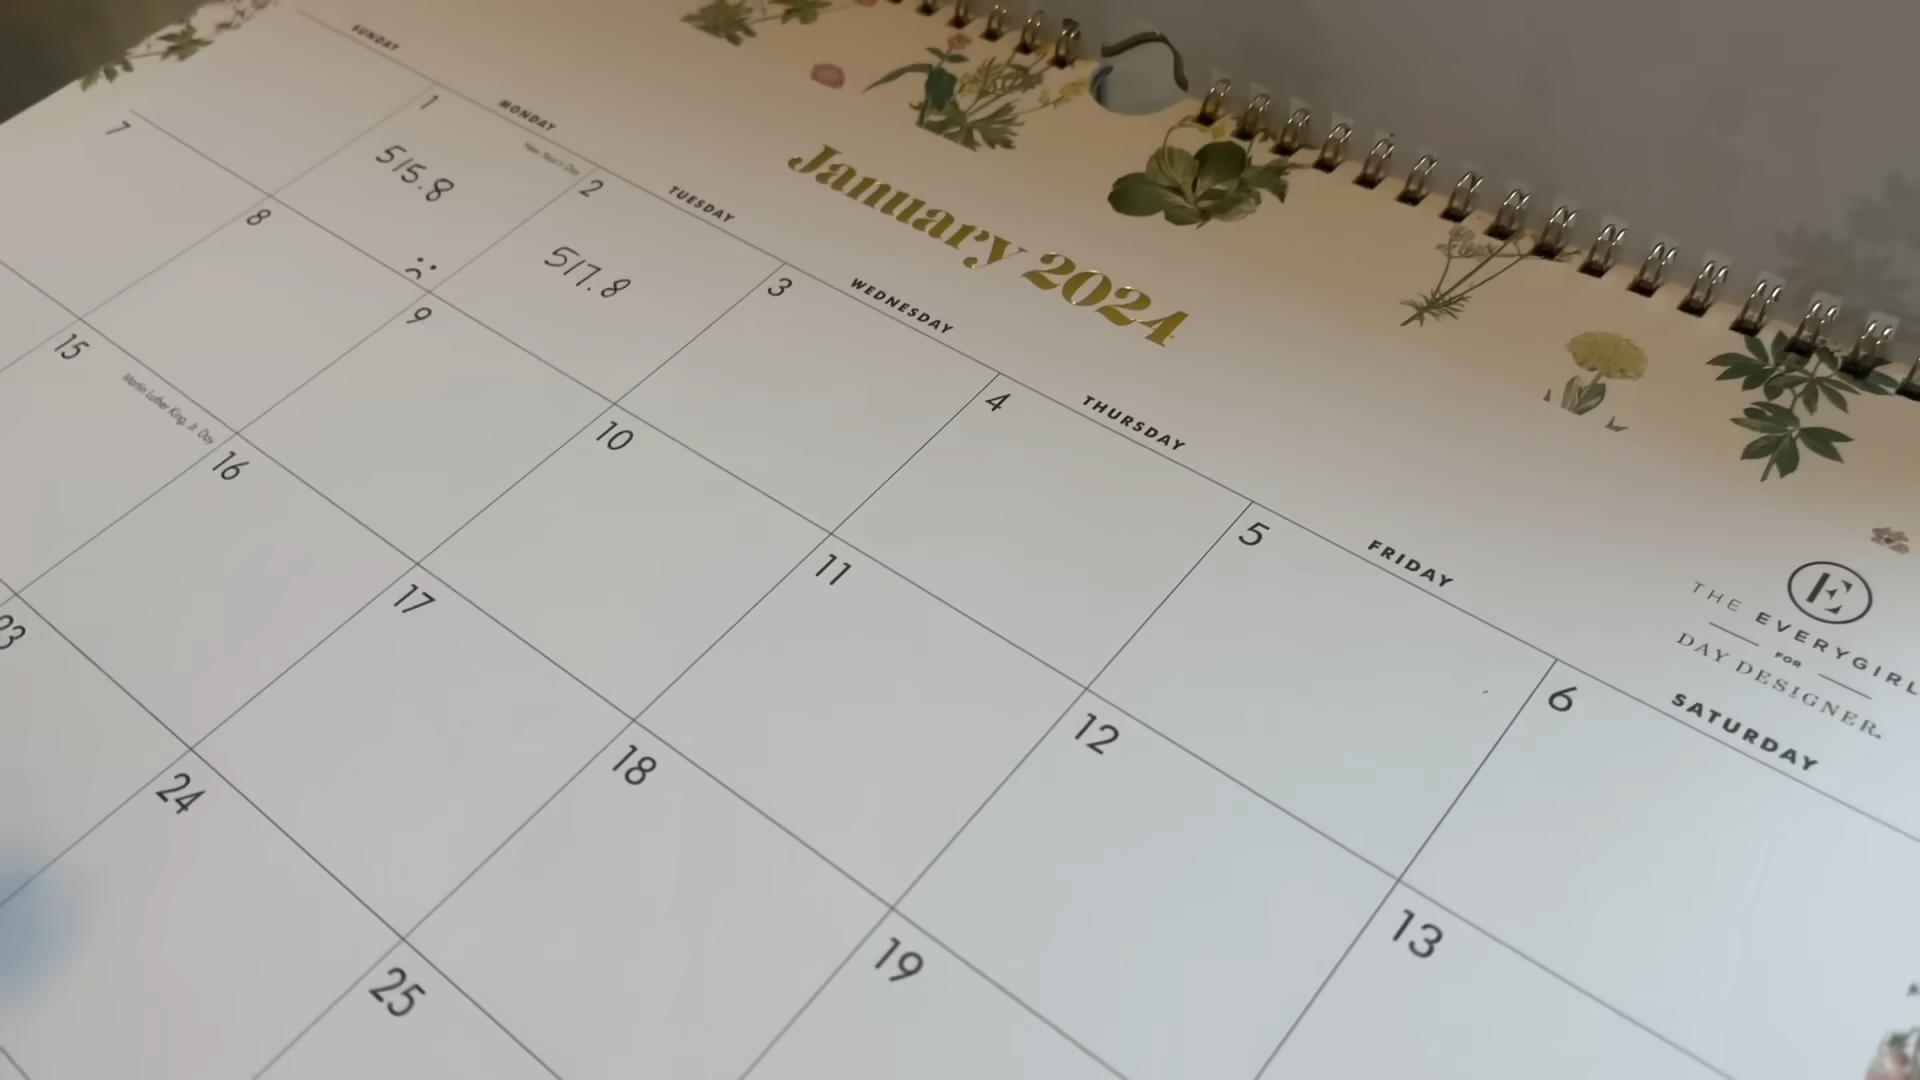 January 2024
THE EVERYGIRL
FOR
DAY DESIGNER.
SUNDAY
MONDAY
TUESDAY
WEDNESDAY
THURSDAY
FRIDAY
SATURDAY
1
New Year's Day
515.8
2
517.8
3
4
5
6
7
8
9
10
11
12
13
15
Martin Luther King, Jr. Day
16
17
18
19
23
24
25